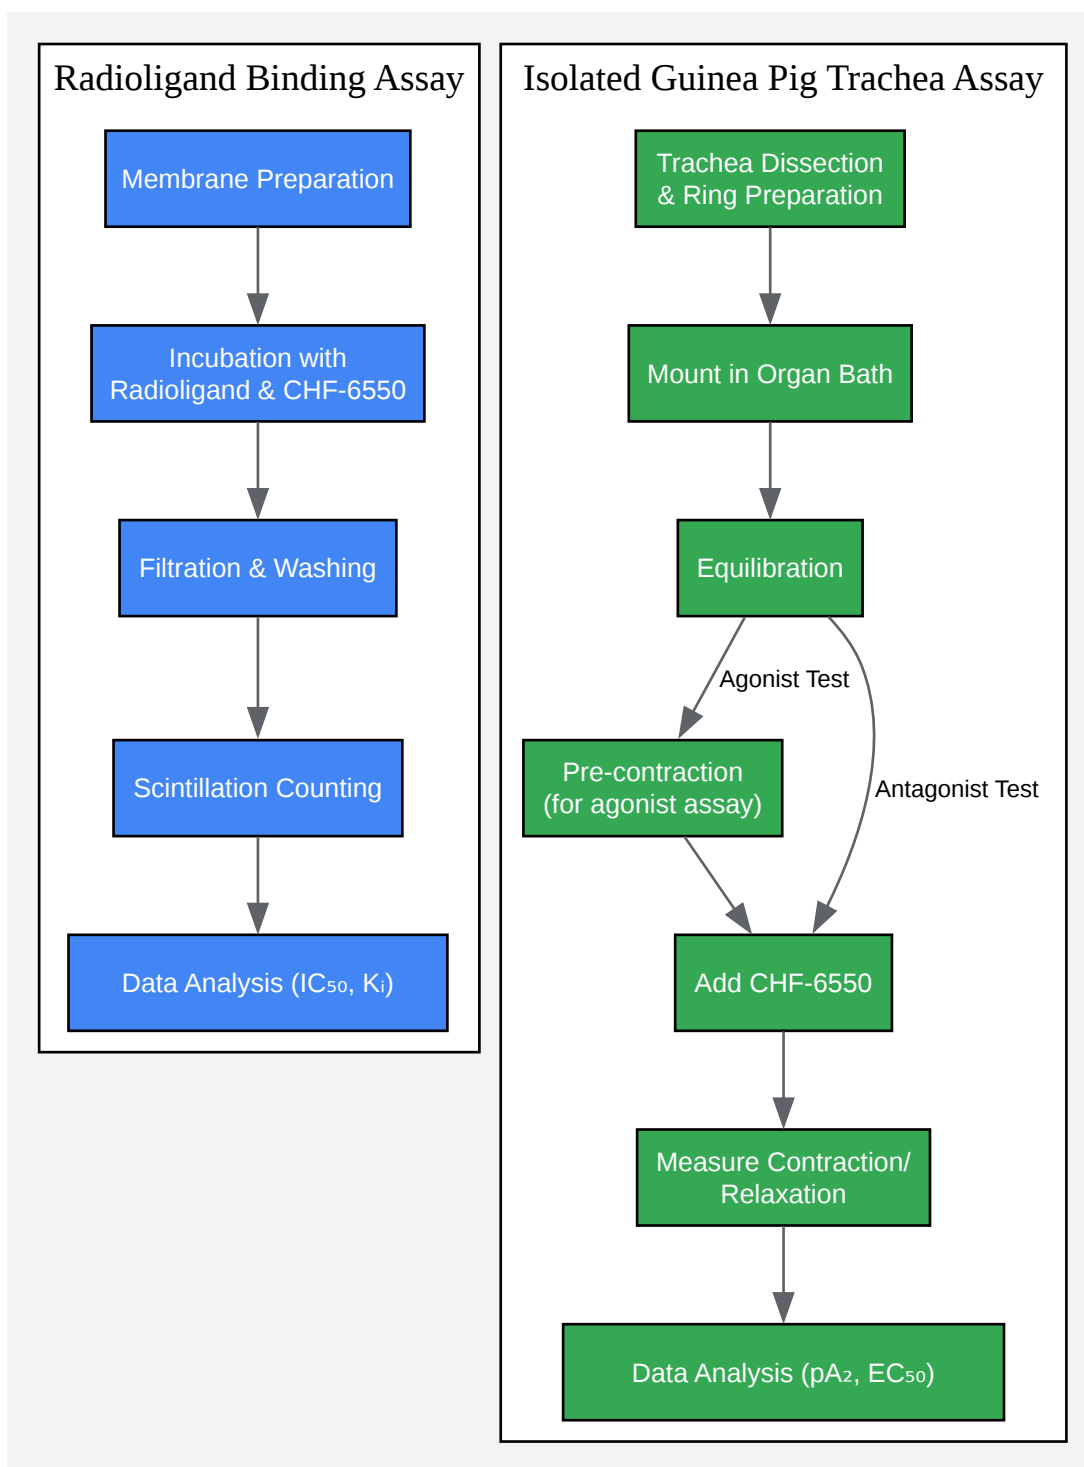 Radioligand Binding Assay
Membrane Preparation
Incubation with
Radioligand & CHF-6550
Filtration & Washing
Scintillation Counting
Data Analysis (IC₅₀, Kᵢ)
Isolated Guinea Pig Trachea Assay
Trachea Dissection
& Ring Preparation
Mount in Organ Bath
Equilibration
Agonist Test
Pre-contraction
(for agonist assay)
Antagonist Test
Add CHF-6550
Measure Contraction/
Relaxation
Data Analysis (pA₂, EC₅₀)